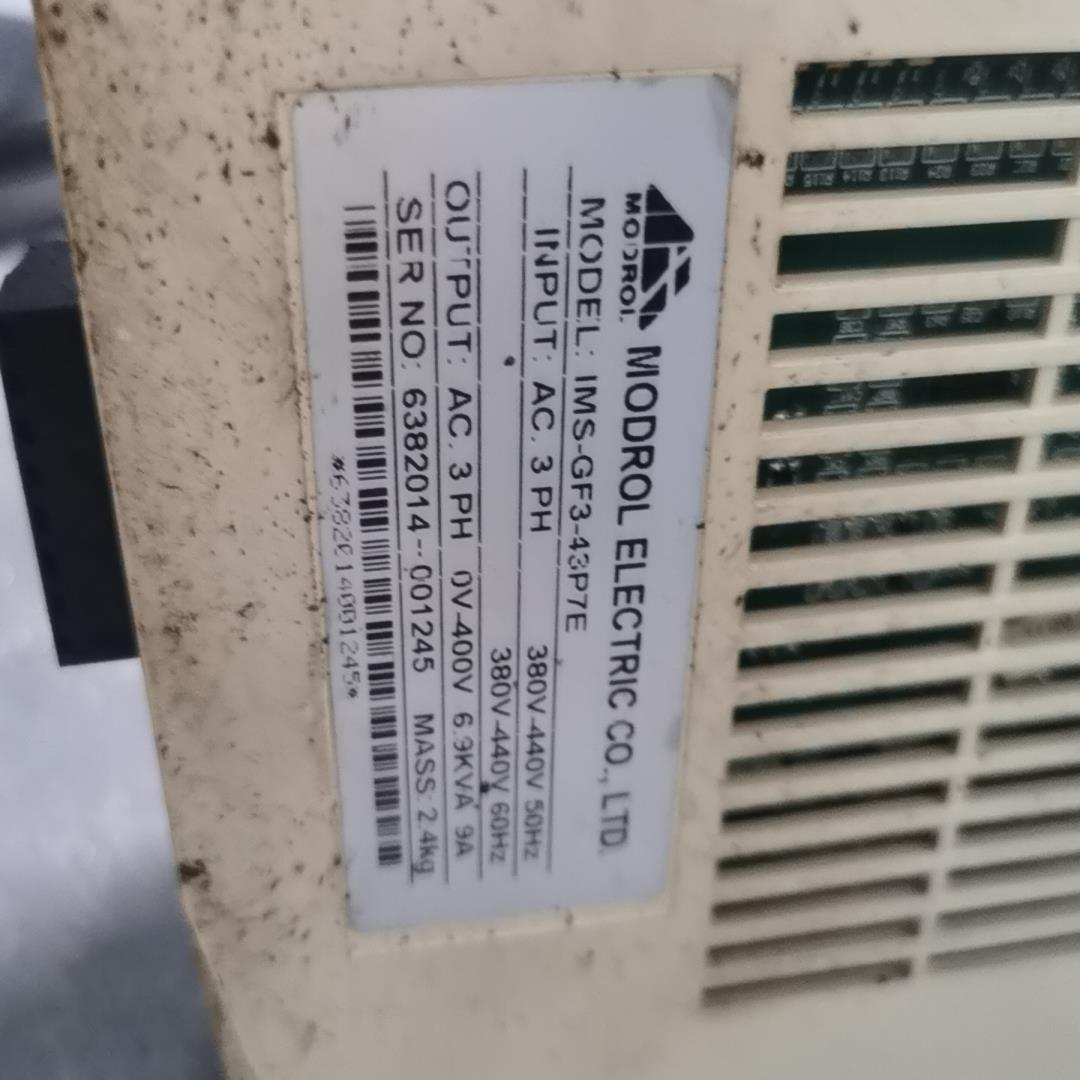 MODROL
MODROL ELECTRIC CO., LTD.
MODEL: IMS-GF3-43P7E
INPUT: AC. 3 PH 380V-440V 50Hz
380V-440V 60Hz
OUTPUT: AC. 3 PH 0V-400V 6.9KVA 9A
SER NO: 6382014--001245 MASS: 2.4kg
*6382014001245*